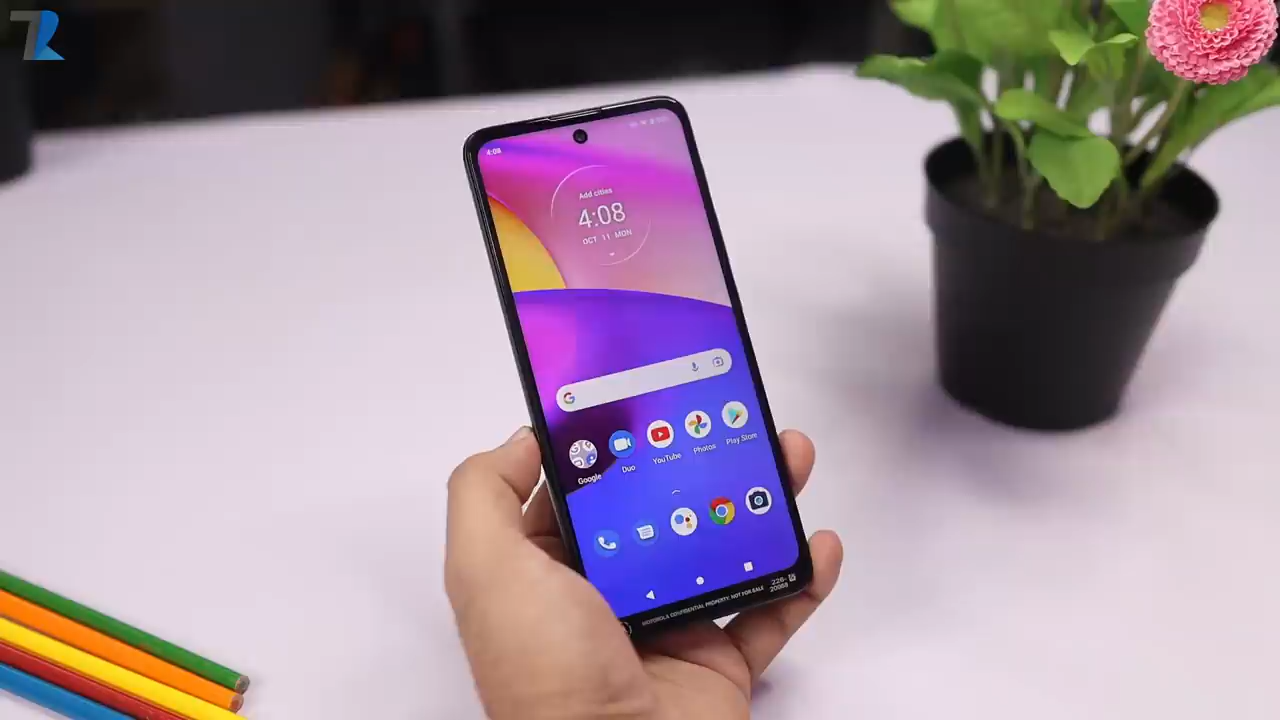 4:08
Add cities
4:08
OCT 11 MON
Google
Duo
YouTube
Photos
Play Store
MOTOROLA CONFIDENTIAL PROPERTY: NOT FOR SALE